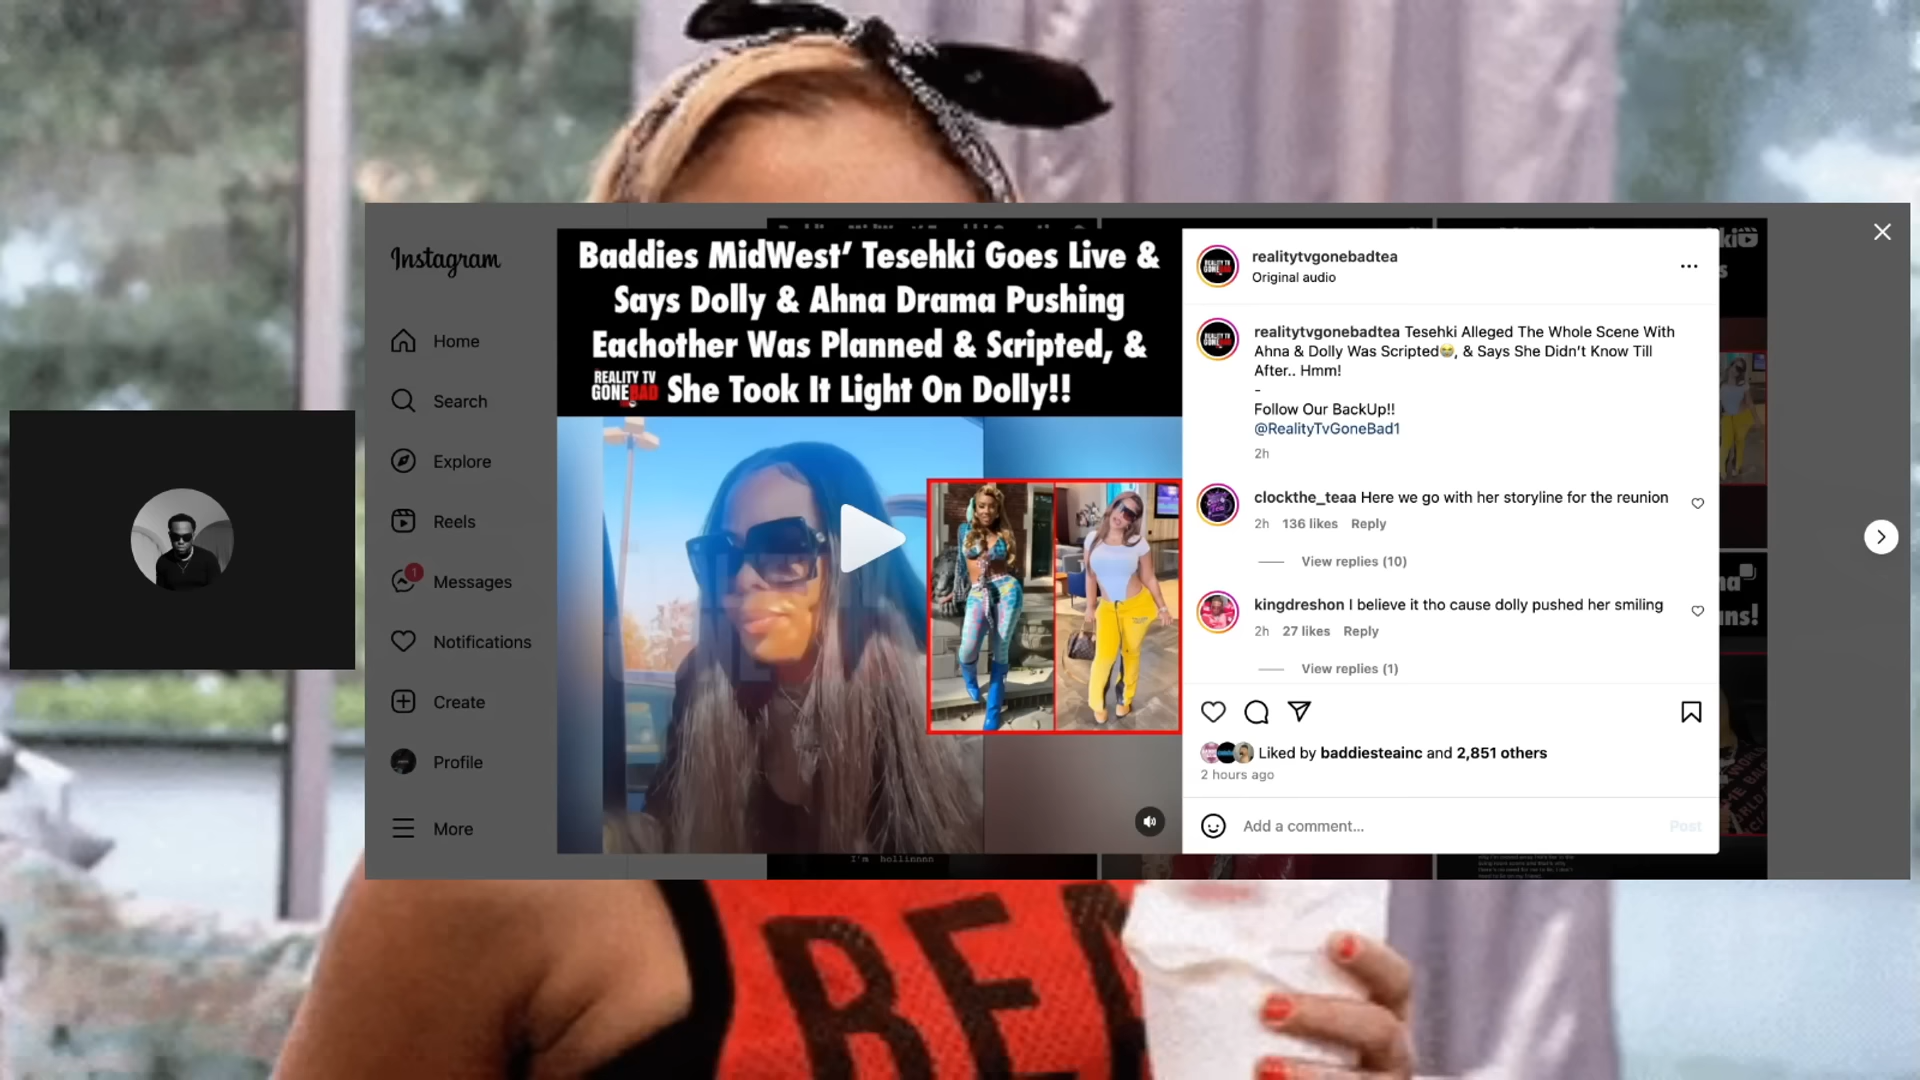 Instagram
Home
Search
Explore
Reels
1
Messages
Notifications
Create
Profile
More
Baddies MidWest’ Tesehki Goes Live &
Says Dolly & Ahna Drama Pushing
Eachother Was Planned & Scripted, &
REALITY TV
GONE BAD
She Took It Light On Dolly!!
I'm hollinnnn
realitytvgonebadtea
Original audio
realitytvgonebadtea Tesehki Alleged The Whole Scene With
Ahna & Dolly Was Scripted😭, & Says She Didn’t Know Till
After.. Hmm!
-
Follow Our BackUp!!
@RealityTvGoneBad1
2h
clockthe_teaa Here we go with her storyline for the reunion
2h 136 likes Reply
View replies (10)
kingdreshon I believe it tho cause dolly pushed her smiling
2h 27 likes Reply
View replies (1)
Liked by baddiesteainc and 2,851 others
2 hours ago
Add a comment...
Post
ns!
BE